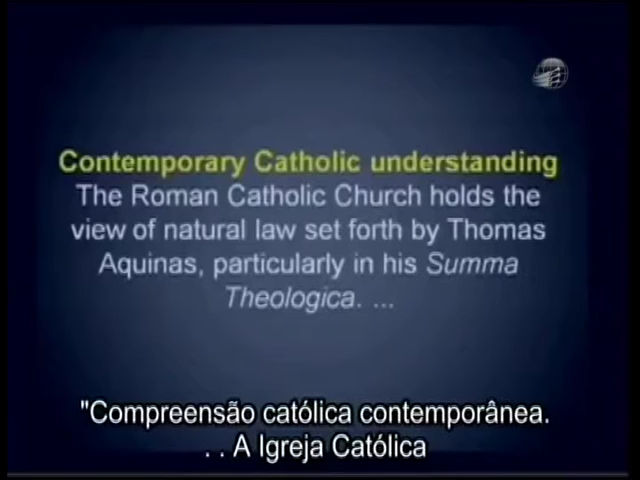 Contemporary Catholic understanding
The Roman Catholic Church holds the
view of natural law set forth by Thomas
Aquinas, particularly in his Summa
Theologica. ...
"Compreensão católica contemporânea.
. . A Igreja Católica